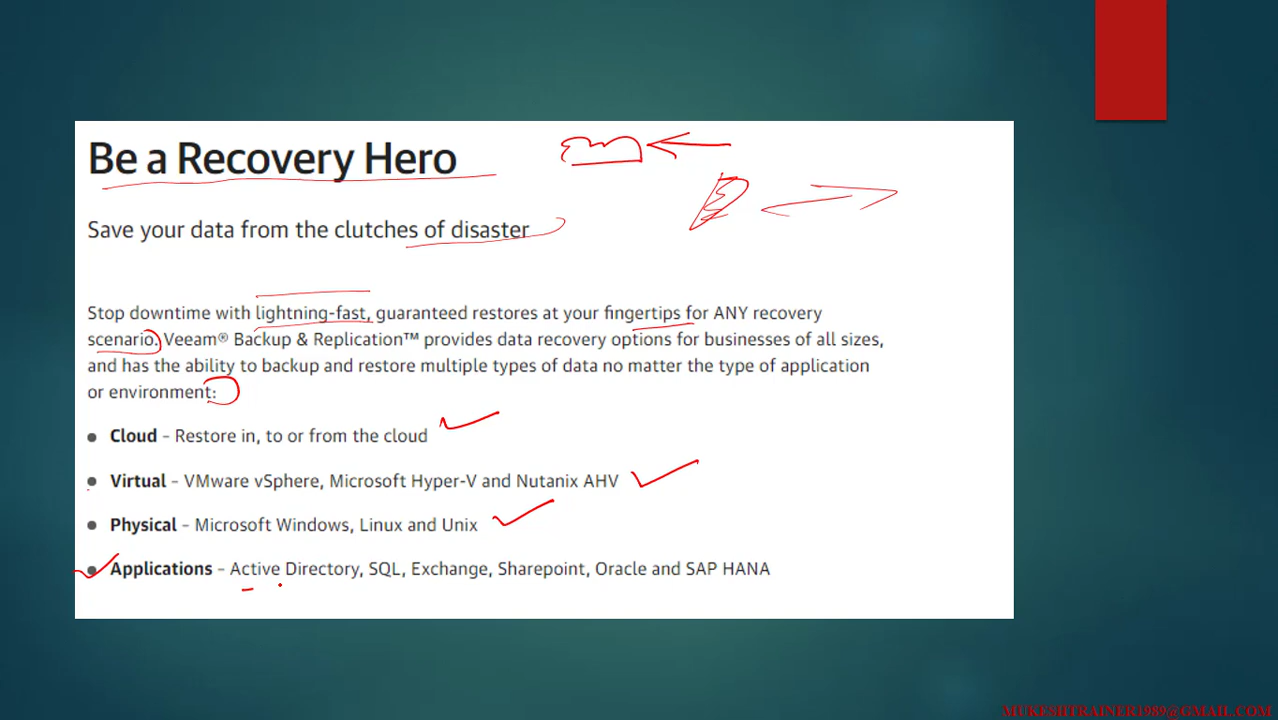 Be a Recovery Hero
Save your data from the clutches of disaster
Stop downtime with lightning-fast, guaranteed restores at your fingertips for ANY recovery
scenario. Veeam® Backup & Replication™ provides data recovery options for businesses of all sizes,
and has the ability to backup and restore multiple types of data no matter the type of application
or environment:
● Cloud – Restore in, to or from the cloud
● Virtual – VMware vSphere, Microsoft Hyper-V and Nutanix AHV
● Physical – Microsoft Windows, Linux and Unix
● Applications – Active Directory, SQL, Exchange, Sharepoint, Oracle and SAP HANA
MUKESHTRAINER1989@GMAIL.COM